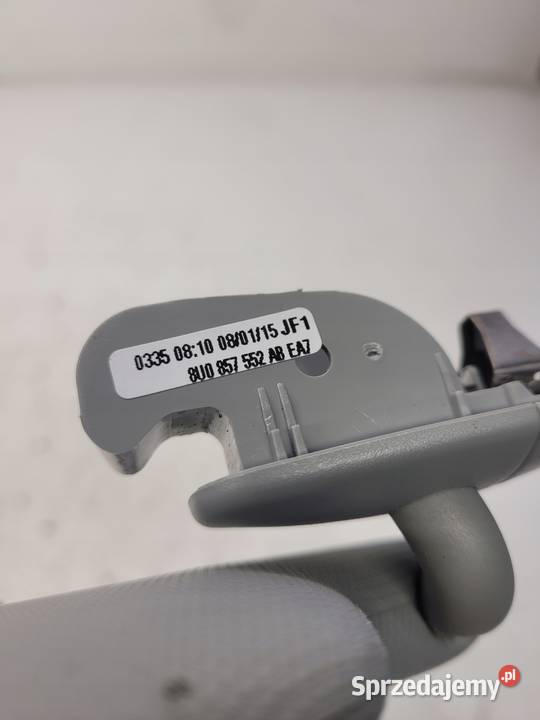 0335 08:10 08/01/15 JF1
8U0 857 552 AB EA7
Sprzedajemy.pl